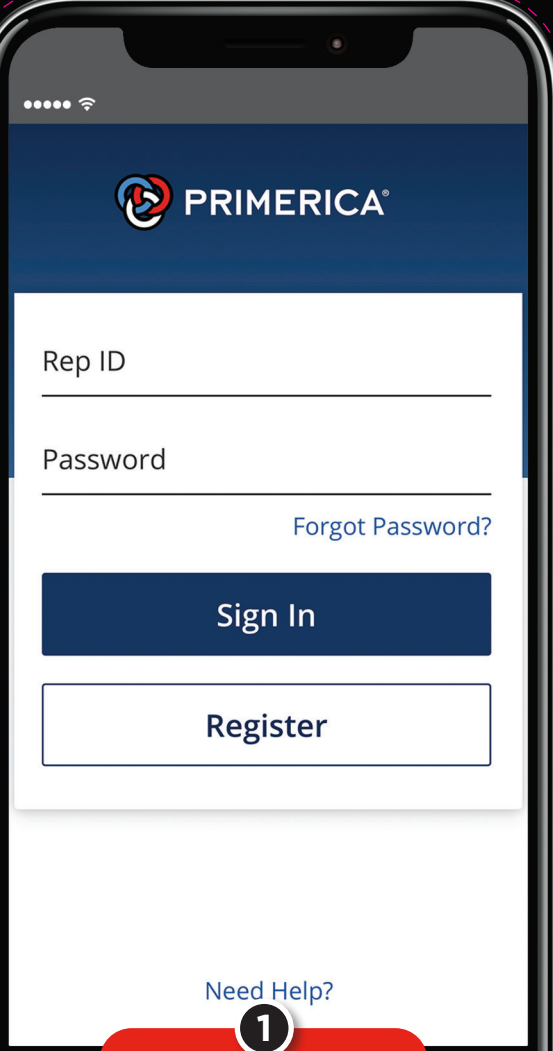 PRIMERICA®
Rep ID
Password
Forgot Password?
Sign In
Register
Need Help?
1